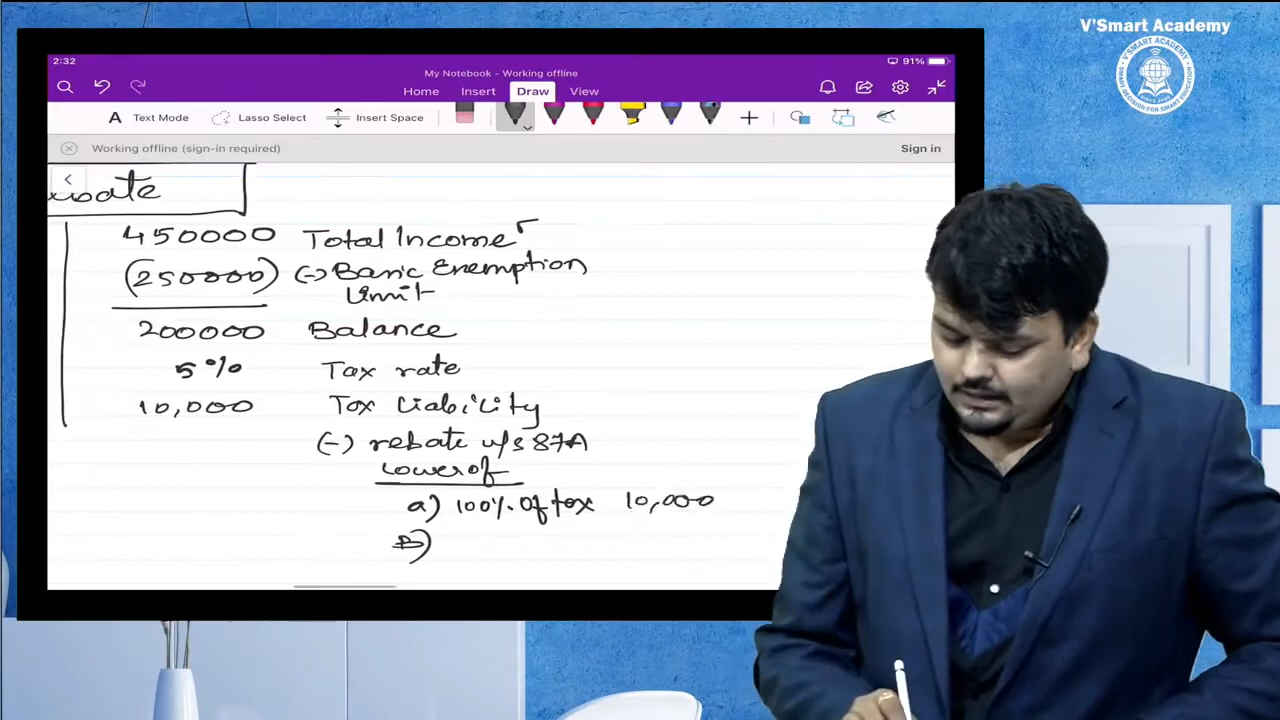 V'Smart Academy
2:32
91%
My Notebook - Working offline
Home Insert Draw View
Text Mode Lasso Select Insert Space
Working offline (sign-in required)
Sign in
450000 Total Income
(250000) (-) Basic Exemption
Limit
200000 Balance
5% Tax rate
10,000 Tax Liability
(-) rebate u/s 87A
Lower of
a) 100% of tax 10,000
B)